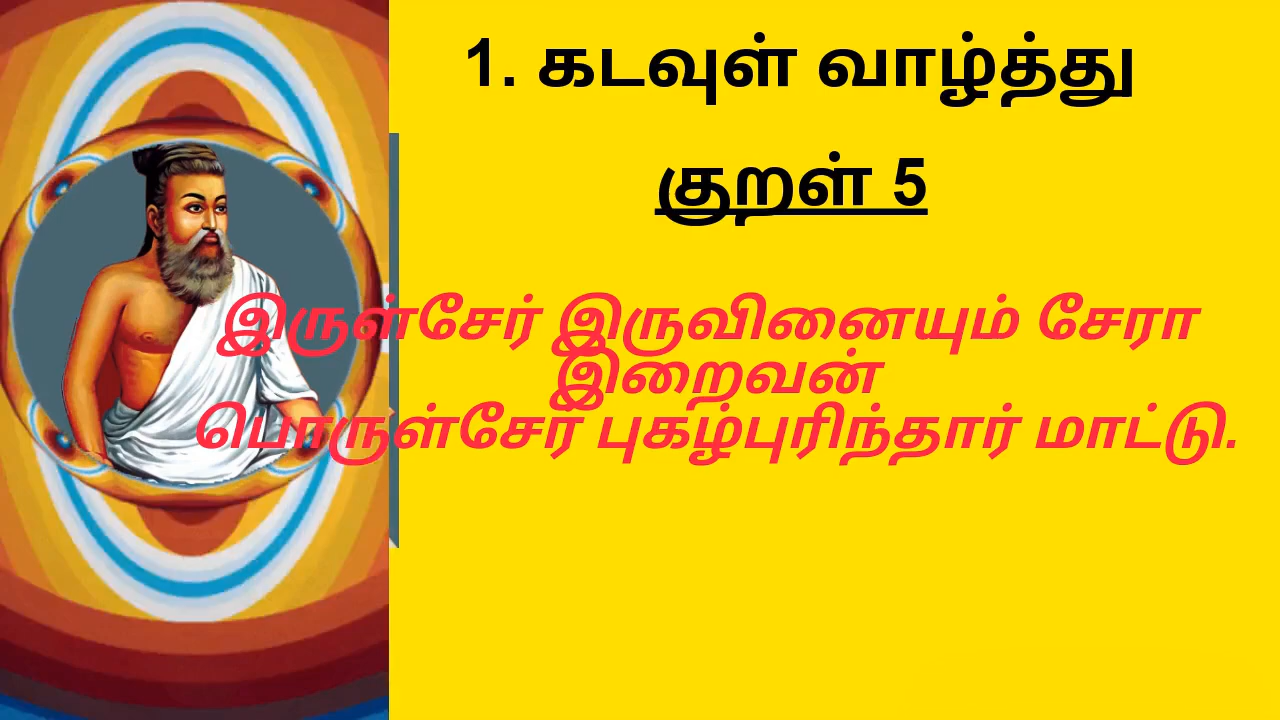 1. கடவுள் வாழ்த்து
குறள் 5
இருள்சேர் இருவினையும் சேரா
இறைவன்
பொருள்சேர் புகழ்புரிந்தார் மாட்டு.